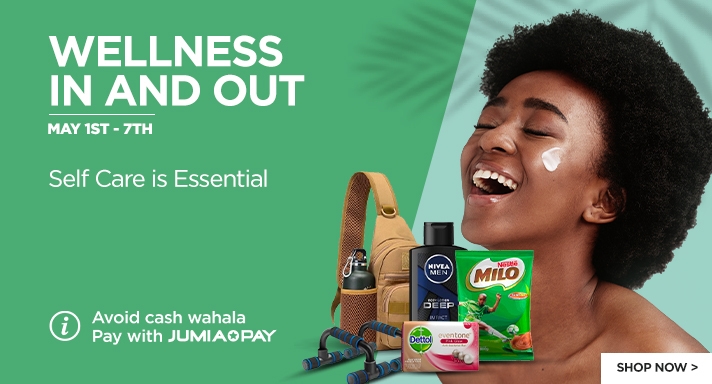 WELLNESS
IN AND OUT
MAY 1ST - 7TH
Self Care is Essential
i
Avoid cash wahala
Pay with JUMIA PAY
NIVEA
MEN
DEEP
Nestlé
MILO
Dettol
eventone
SHOP NOW >